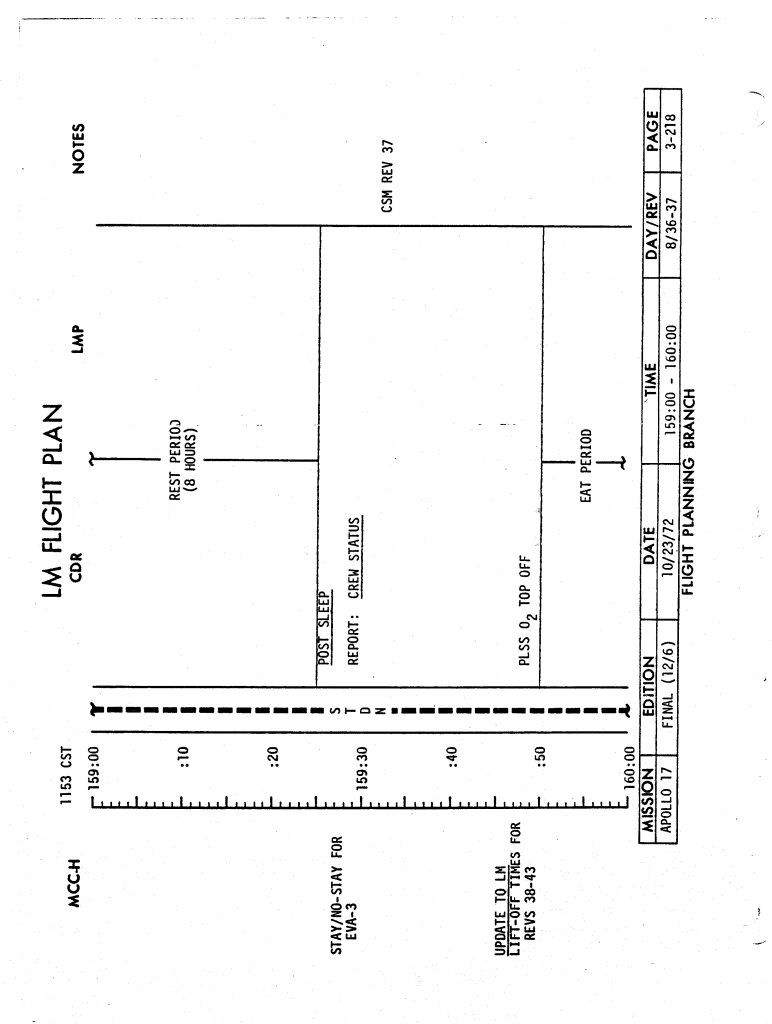 LM FLIGHT PLAN
MCC-H
1153 CST
CDR
LMP
NOTES
159:00
:10
:20
159:30
:40
:50
160:00
STAY/NO-STAY FOR
EVA-3
UPDATE TO LM
LIFT-OFF TIMES FOR
REVS 38-43
S T D N
REST PERIOD
(8 HOURS)
POST SLEEP
REPORT: CREW STATUS
CSM REV 37
PLSS O2 TOP OFF
EAT PERIOD
MISSION EDITION DATE TIME DAY/REV PAGE
APOLLO 17 FINAL (12/6) 10/23/72 159:00 - 160:00 8/36-37 3-218
FLIGHT PLANNING BRANCH